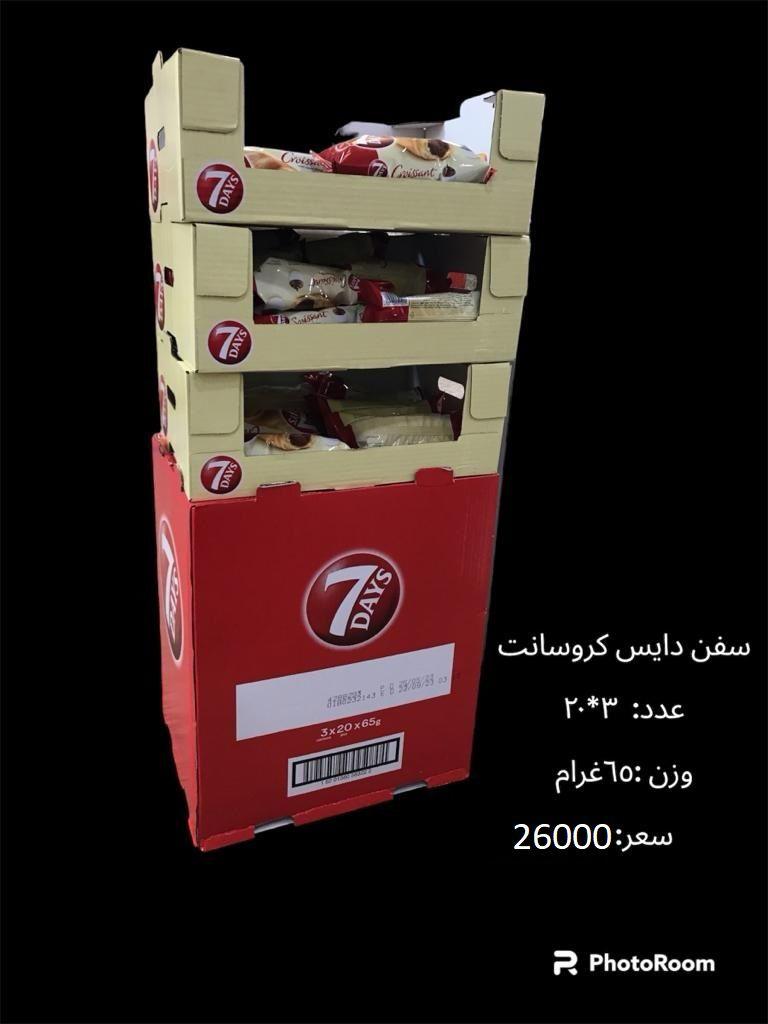 Croissant
7 Croissant
7 DAYS
Croissant
7 DAYS
7 DAYS
7 DAYS
3x20x65g
سفن دايس كروسانت
عدد: ٣*٢٠
وزن :٦٥غرام
سعر:26000
PhotoRoom